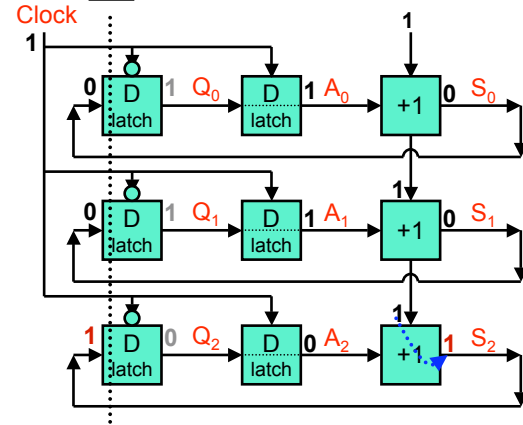 Clock
1
1
0 D latch 1 Q0 D latch 1 A0 +1 0 S0
1
0 D latch 1 Q1 D latch 1 A1 +1 0 S1
1
1 D latch 0 Q2 D latch 0 A2 +1 1 S2